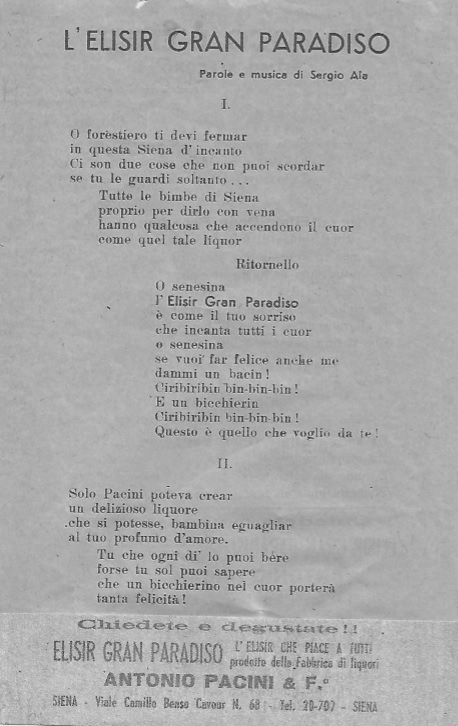 L'ELISIR GRAN PARADISO
Parole e musica di Sergio Ala
I.
O forestiero ti devi fermar
in questa Siena d'incanto
Ci son due cose che non puoi scordar
se tu le guardi soltanto ...
Tutte le bimbe di Siena
proprio per dirlo con vena
hanno qualcosa che accendono il cuor
come quel tale liquor
Ritornello
O senesina
l'Elisir Gran Paradiso
è come il tuo sorriso
che incanta tutti i cuor
o senesina
se vuoi far felice anche me
dammi un bacin !
Ciribiribin bin-bin-bin !
E un bicchierin
Ciribiribin bin-bin-bin !
Questo è quello che voglio da te !
II.
Solo Pacini poteva crear
un delizioso liquore
che si potesse, bambina eguagliar
al tuo profumo d'amore.
Tu che ogni di' lo puoi bére
forse tu sol puoi sapere
che un bicchierino nel cuor porterà
tanta felicità !
Chiedete e degustate !!
ELISIR GRAN PARADISO L'ELISIR CHE PIACE A TUTTI
prodotto della Fabbrica di liquori
ANTONIO PACINI & F.º
SIENA - Viale Camillo Benso Cavour N. 68 - Tel. 20-707 - SIENA